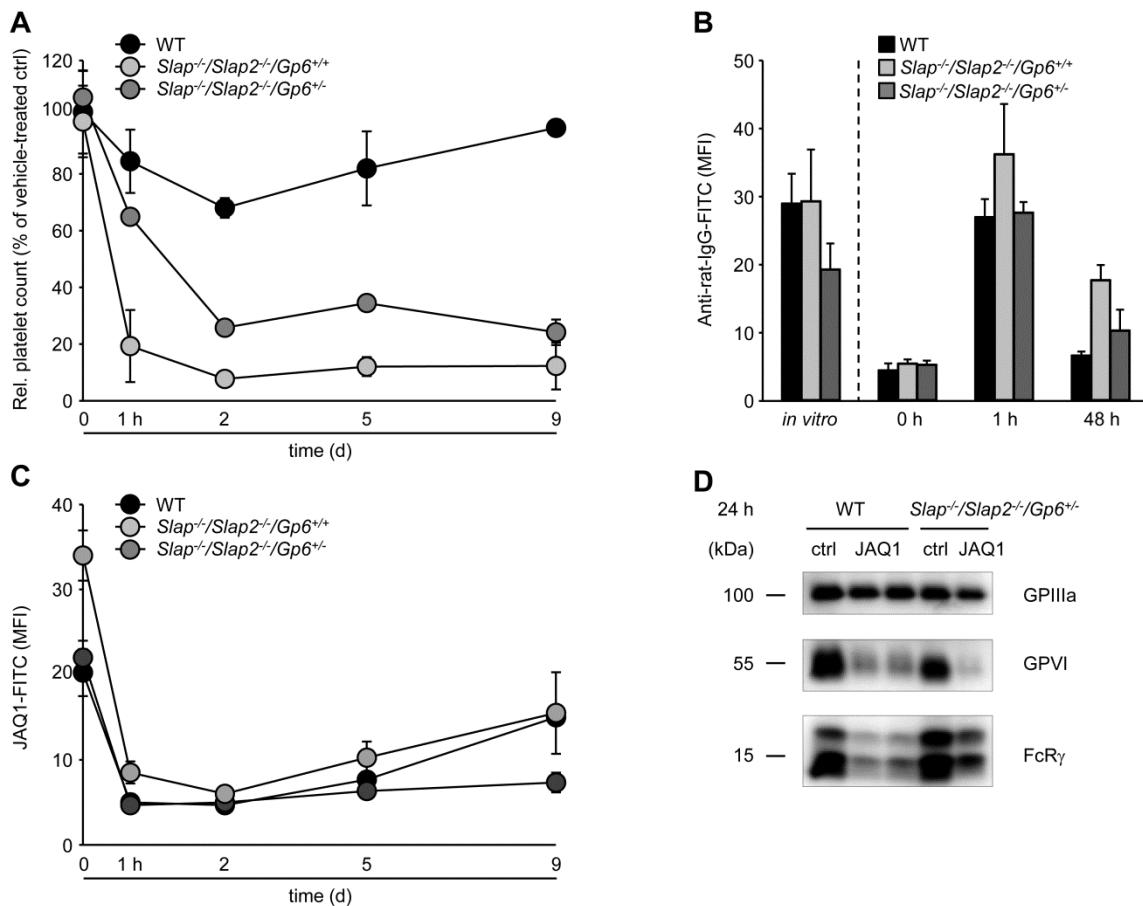 A
WT
Slap-/-/Slap2-/-/Gp6+/+
Slap-/-/Slap2-/-/Gp6+/-
Rel. platelet count (% of vehicle-treated ctrl)
120
100
80
60
40
20
0
0 1 h 2 5 9
time (d)
B
WT
Slap-/-/Slap2-/-/Gp6+/+
Slap-/-/Slap2-/-/Gp6+/-
Anti-rat-IgG-FITC (MFI)
50
40
30
20
10
0
in vitro 0 h 1 h 48 h
C
WT
Slap-/-/Slap2-/-/Gp6+/+
Slap-/-/Slap2-/-/Gp6+/-
JAQ1-FITC (MFI)
40
30
20
10
0
0 1 h 2 5 9
time (d)
D
24 h WT Slap-/-/Slap2-/-/Gp6+/-
(kDa) ctrl JAQ1 ctrl JAQ1
100 GPIIIa
55 GPVI
15 FcRγ